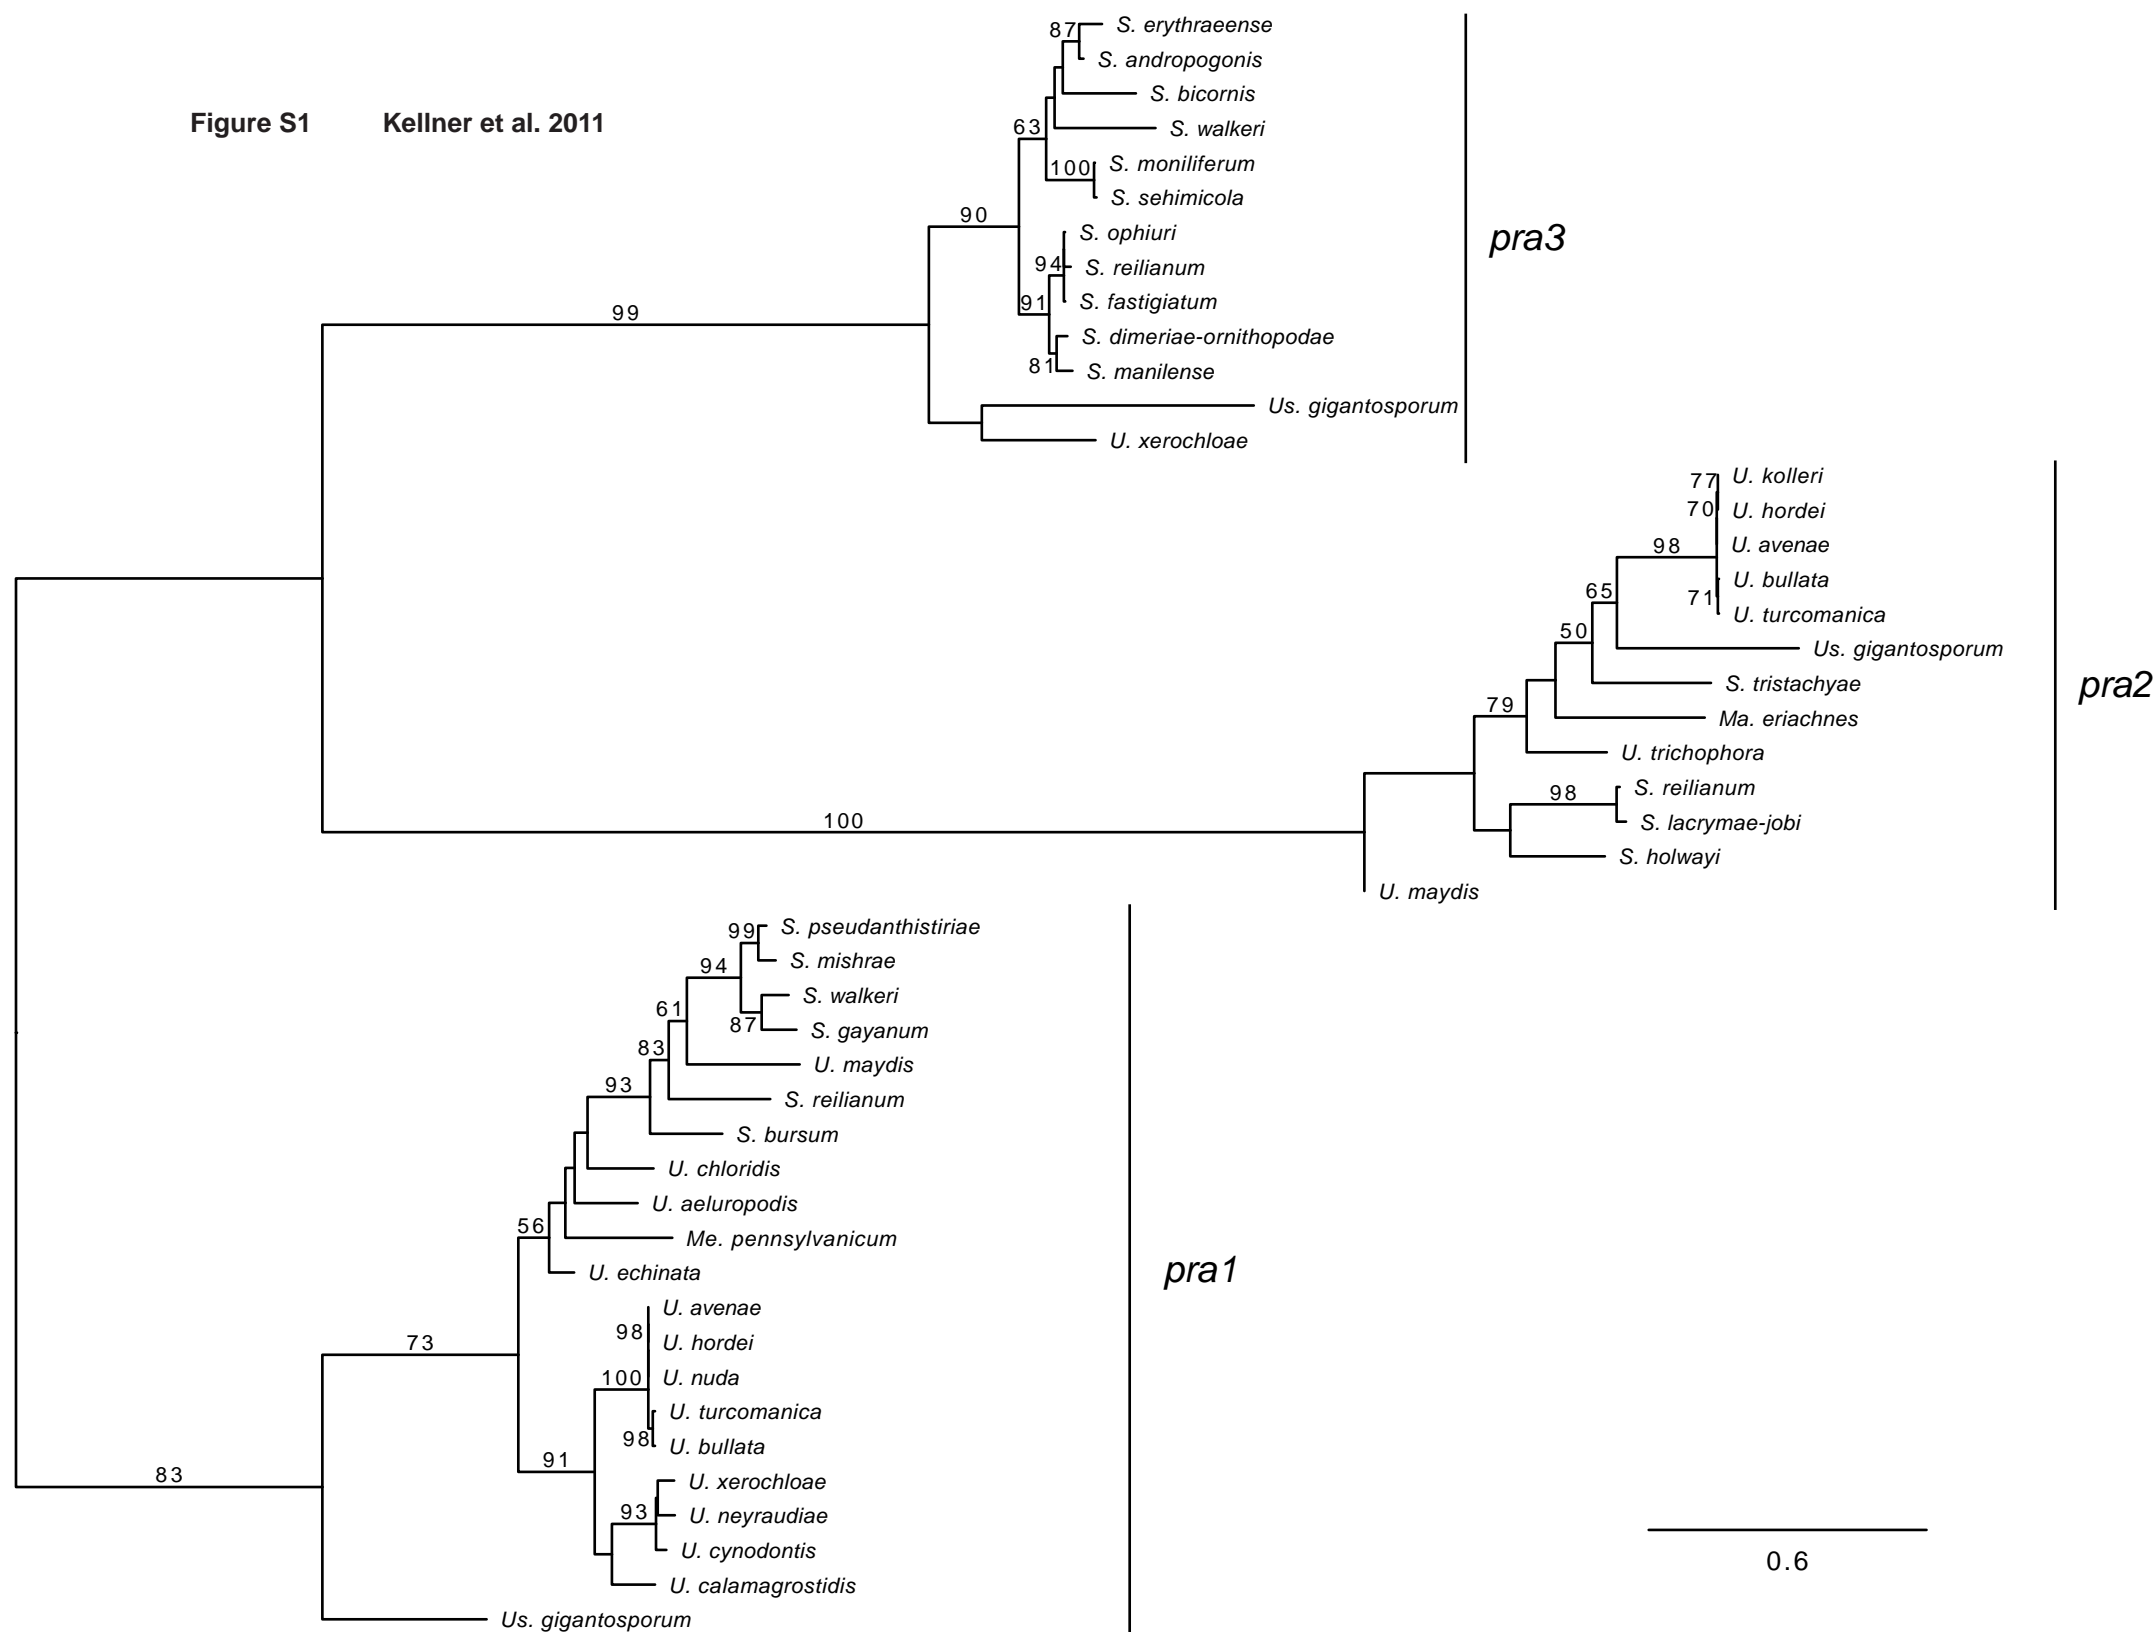 87
S. erythraeense
S. andropogonis
S. bicornis
Figure S1 Kellner et al. 2011
63
S. walkeri
100
S. moniliferum
S. sehimicola
90
S. ophiuri
pra3
94
S. reilianum
91
S. fastigiatum
99
S. dimeriae-ornithopodae
81
S. manilense
Us. gigantosporum
U. xerochloae
77
U. kolleri
70
U. hordei
98
U. avenae
65
U. bullata
71
U. turcomanica
50
Us. gigantosporum
S. tristachyae
pra2
79
Ma. eriachnes
U. trichophora
98
S. reilianum
100
S. lacrymae-jobi
S. holwayi
U. maydis
99
S. pseudanthistiriae
94
S. mishrae
61
S. walkeri
87
S. gayanum
83
U. maydis
93
S. reilianum
S. bursum
U. chloridis
U. aeluropodis
56
Me. pennsylvanicum
U. echinata
pra1
U. avenae
98
U. hordei
73
100
U. nuda
U. turcomanica
98
U. bullata
91
83
U. xerochloae
93
U. neyraudiae
U. cynodontis
0.6
U. calamagrostidis
Us. gigantosporum